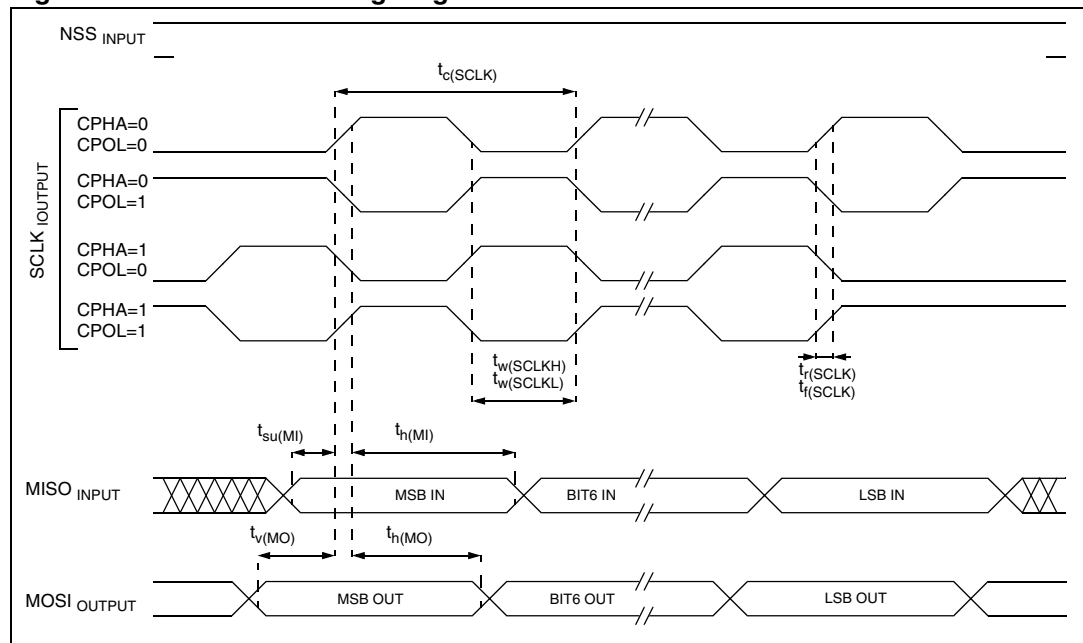 NSS INPUT
tc(SCLK)
SCLK IOUTPUT
CPHA=0
CPOL=0
CPHA=0
CPOL=1
CPHA=1
CPOL=0
CPHA=1
CPOL=1
tw(SCLKH)
tw(SCLKL)
tr(SCLK)
tf(SCLK)
tsu(MI)
th(MI)
MISO INPUT
MSB IN
BIT6 IN
LSB IN
tv(MO)
th(MO)
MOSI OUTPUT
MSB OUT
BIT6 OUT
LSB OUT